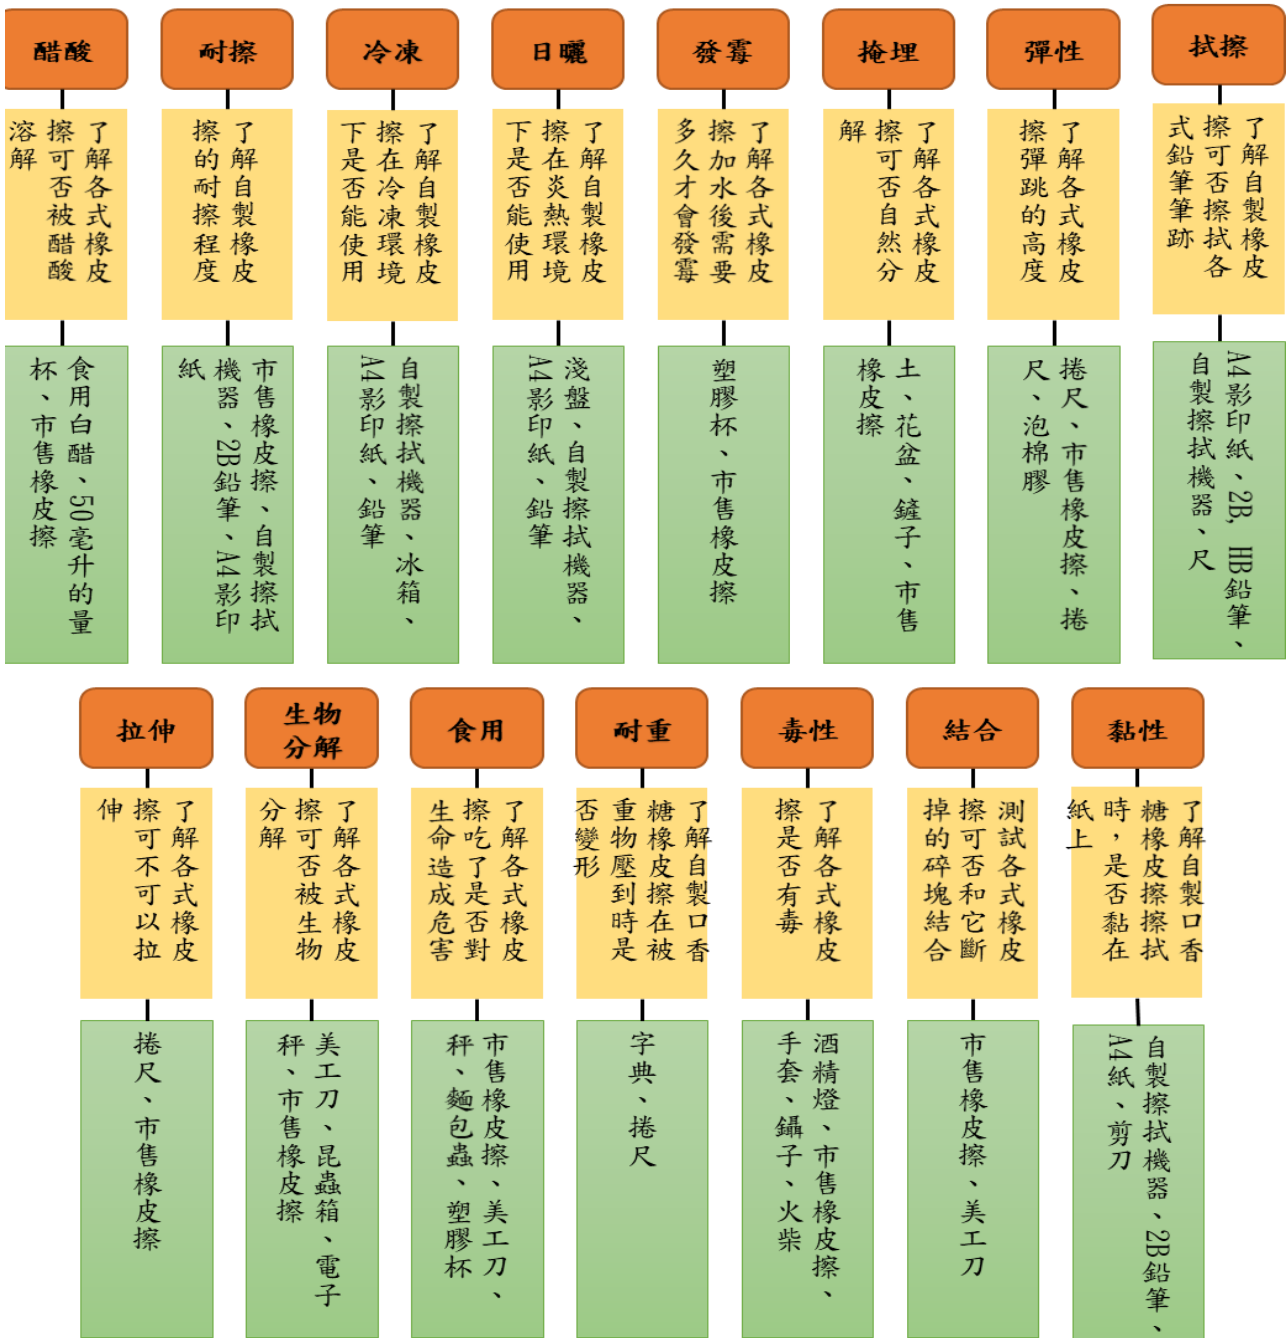 拭擦
了解自製橡皮
擦可否擦拭各
式鉛筆筆跡
A4影印紙、2B, HB鉛筆、
自製擦拭機器、尺
彈性
了解各式橡皮
擦彈跳的高度
捲尺、市售橡皮擦、捲
尺、泡棉膠
掩埋
了解各式橡皮
擦可否自然分
解
土、花盆、鏟子、市售
橡皮擦
發霉
了解各式橡皮
擦加水後需要
多久才會發霉
塑膠杯、市售橡皮擦
日曬
了解自製橡皮
擦在炎熱環境
下是否能使用
淺盤、自製擦拭機器、
A4影印紙、鉛筆
冷凍
了解自製橡皮
擦在冷凍環境
下是否能使用
自製擦拭機器、冰箱、
A4影印紙、鉛筆
耐擦
了解自製橡皮
擦的耐擦程度
市售橡皮擦、自製擦拭
機器、2B鉛筆、A4影印
紙
醋酸
了解各式橡皮
擦可否被醋酸
溶解
食用白醋、50毫升的量
杯、市售橡皮擦
黏性
了解自製口香
糖橡皮擦擦拭
時，是否黏在
紙上
自製擦拭機器、2B鉛筆、
A4紙、剪刀
結合
測試各式橡皮
擦可否和它斷
掉的碎塊結合
市售橡皮擦、美工刀
毒性
了解各式橡皮
擦是否有毒
酒精燈、市售橡皮擦、
手套、鑷子、火柴
耐重
了解自製口香
糖橡皮擦在被
重物壓到時是
否變形
字典、捲尺
食用
了解各式橡皮
擦吃了是否對
生命造成危害
市售橡皮擦、美工刀、
秤、麵包蟲、塑膠杯
生物
分解
了解各式橡皮
擦可否被生物
分解
美工刀、昆蟲箱、電子
秤、市售橡皮擦
拉伸
了解各式橡皮
擦可不可以拉
伸
捲尺、市售橡皮擦